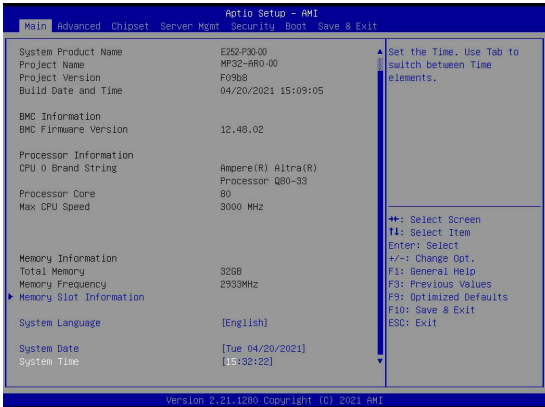 Aptio Setup - AMI
Main Advanced Chipset Server Mgmt Security Boot Save & Exit
System Product Name E252-P30-00
Project Name MP32-AR0-00
Project Version F09b8
Build Date and Time 04/20/2021 15:09:05
BMC Information
BMC Firmware Version 12.48.02
Processor Information
CPU 0 Brand String Ampere(R) Altra(R)
Processor Q80-33
Processor Core 80
Max CPU Speed 3000 MHz
Memory Information
Total Memory 32GB
Memory Frequency 2933MHz
Memory Slot Information
System Language [English]
System Date [Tue 04/20/2021]
System Time [15:32:22]
Set the Time. Use Tab to
switch between Time
elements.
→←: Select Screen
↑↓: Select Item
Enter: Select
+/-: Change Opt.
F1: General Help
F3: Previous Values
F9: Optimized Defaults
F10: Save & Exit
ESC: Exit
Version 2.21.1280 Copyright (C) 2021 AMI